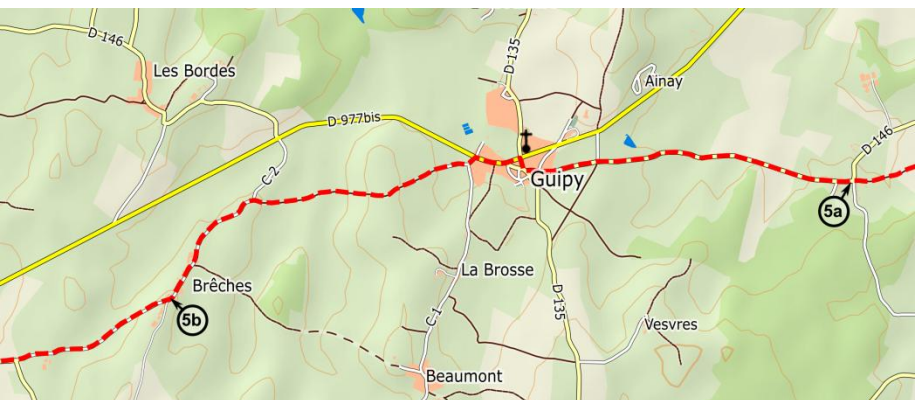 D 146
Les Bordes
D 135
Ainay
D 977bis
D 146
C 2
Guipy
5a
Brêches
La Brosse
5b
C 1
D 135
Vesvres
Beaumont